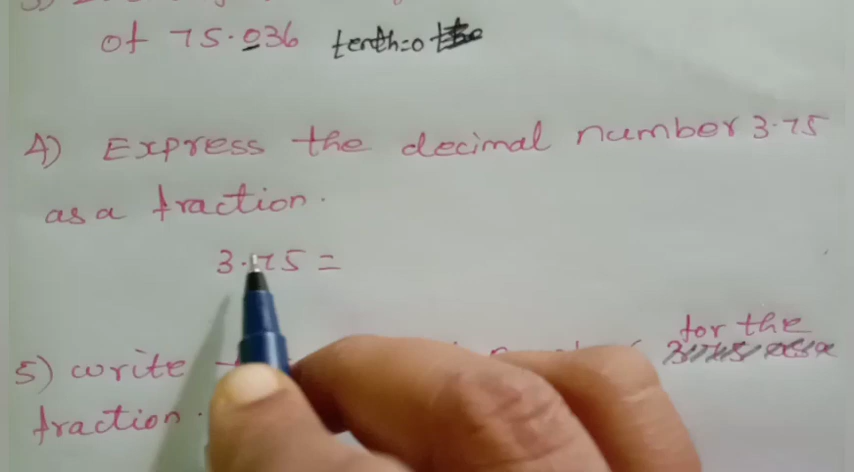 of 75.036 tenth=0
4) Express the decimal number 3.75
as a fraction.
3.75 =
for the
5) write
fraction.